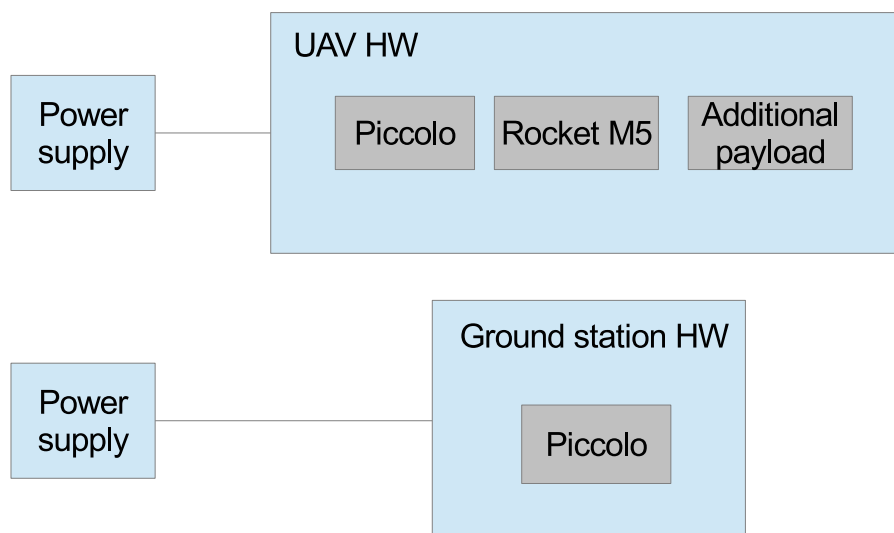 UAV HW
Power
supply
Piccolo
Rocket M5
Additional
payload
Ground station HW
Power
supply
Piccolo